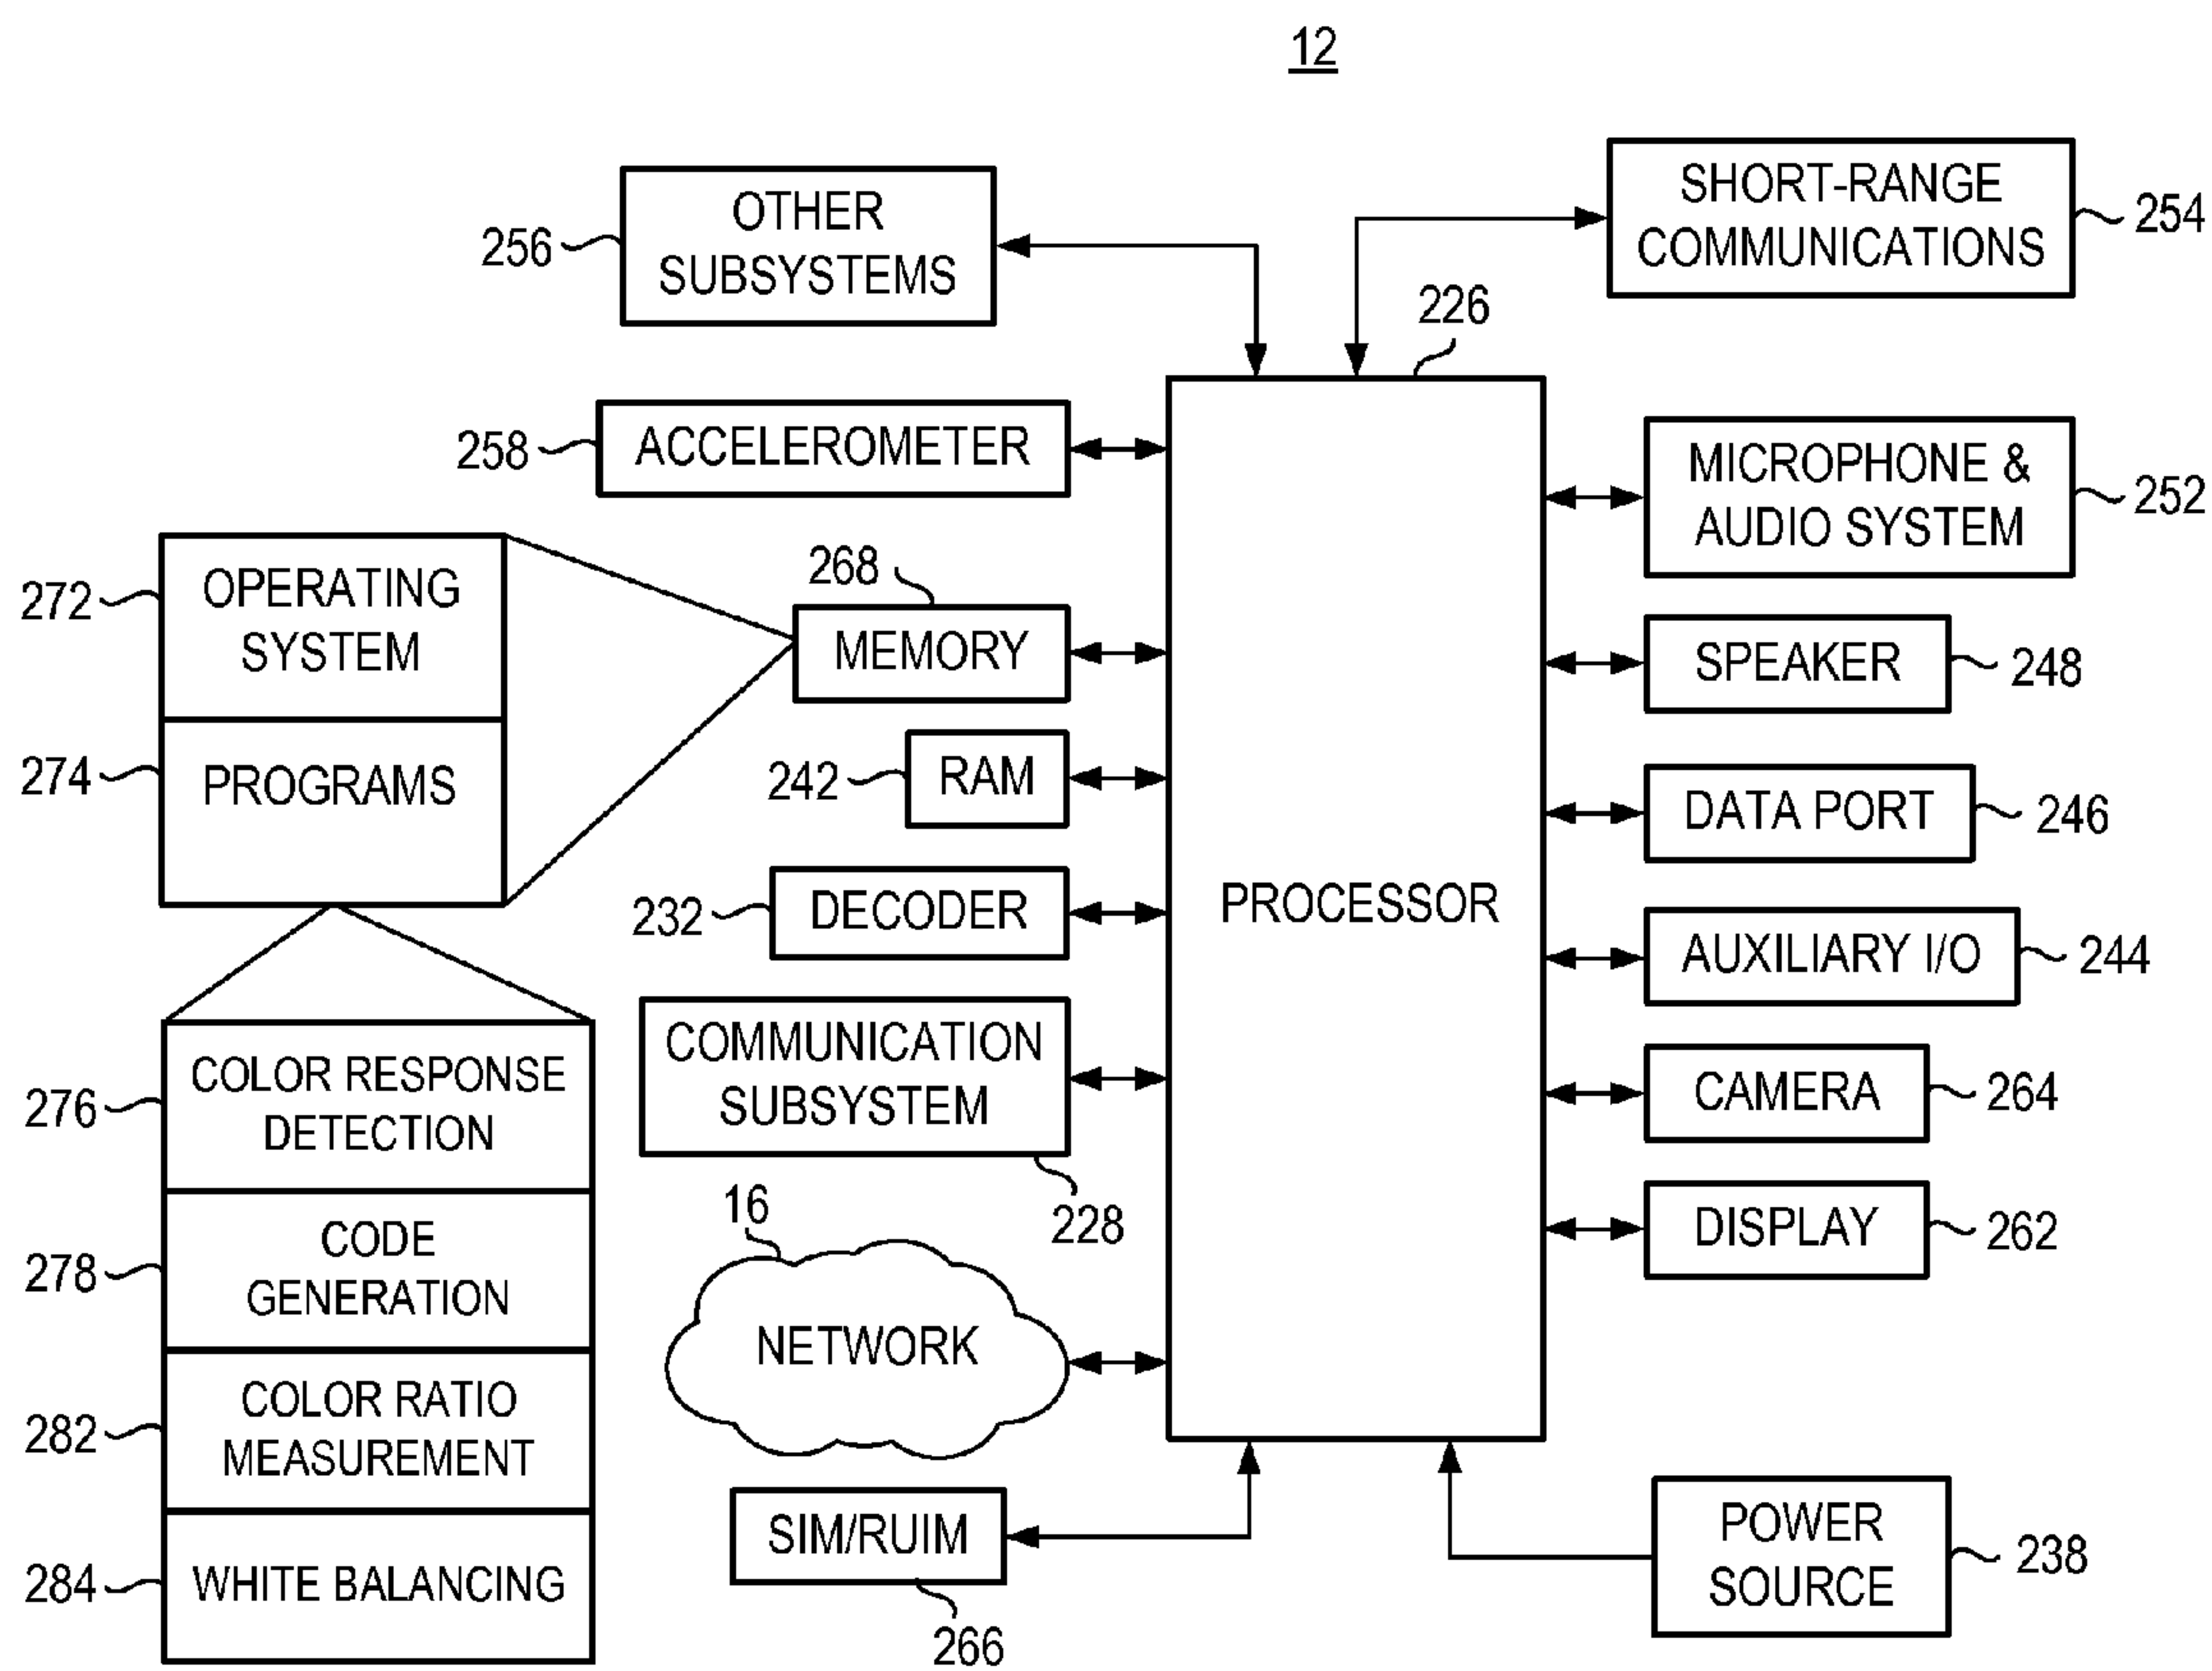 12
OTHER
SUBSYSTEMS
256
SHORT-RANGE
COMMUNICATIONS
254
226
ACCELEROMETER
258
MICROPHONE &
AUDIO SYSTEM
252
OPERATING
SYSTEM
272
268
MEMORY
SPEAKER
248
PROGRAMS
274
242
RAM
DATA PORT
246
232
DECODER
PROCESSOR
AUXILIARY I/O
244
COLOR RESPONSE
DETECTION
276
COMMUNICATION
SUBSYSTEM
228
CAMERA
264
CODE
GENERATION
278
16
NETWORK
DISPLAY
262
COLOR RATIO
MEASUREMENT
282
WHITE BALANCING
284
SIM/RUIM
266
POWER
SOURCE
238